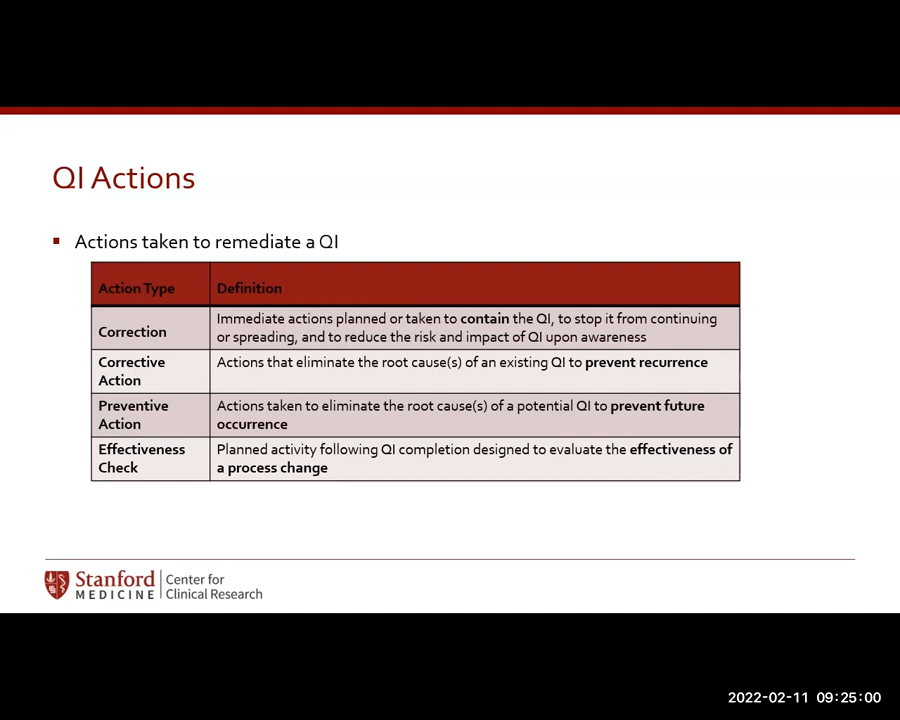 QI Actions
▪ Actions taken to remediate a QI
Action Type
Definition
Correction
Immediate actions planned or taken to contain the QI, to stop it from continuing
or spreading, and to reduce the risk and impact of QI upon awareness
Corrective
Action
Actions that eliminate the root cause(s) of an existing QI to prevent recurrence
Preventive
Action
Actions taken to eliminate the root cause(s) of a potential QI to prevent future
occurrence
Effectiveness
Check
Planned activity following QI completion designed to evaluate the effectiveness of
a process change
Stanford
MEDICINE
Center for
Clinical Research
2022-02-11 09:25:00